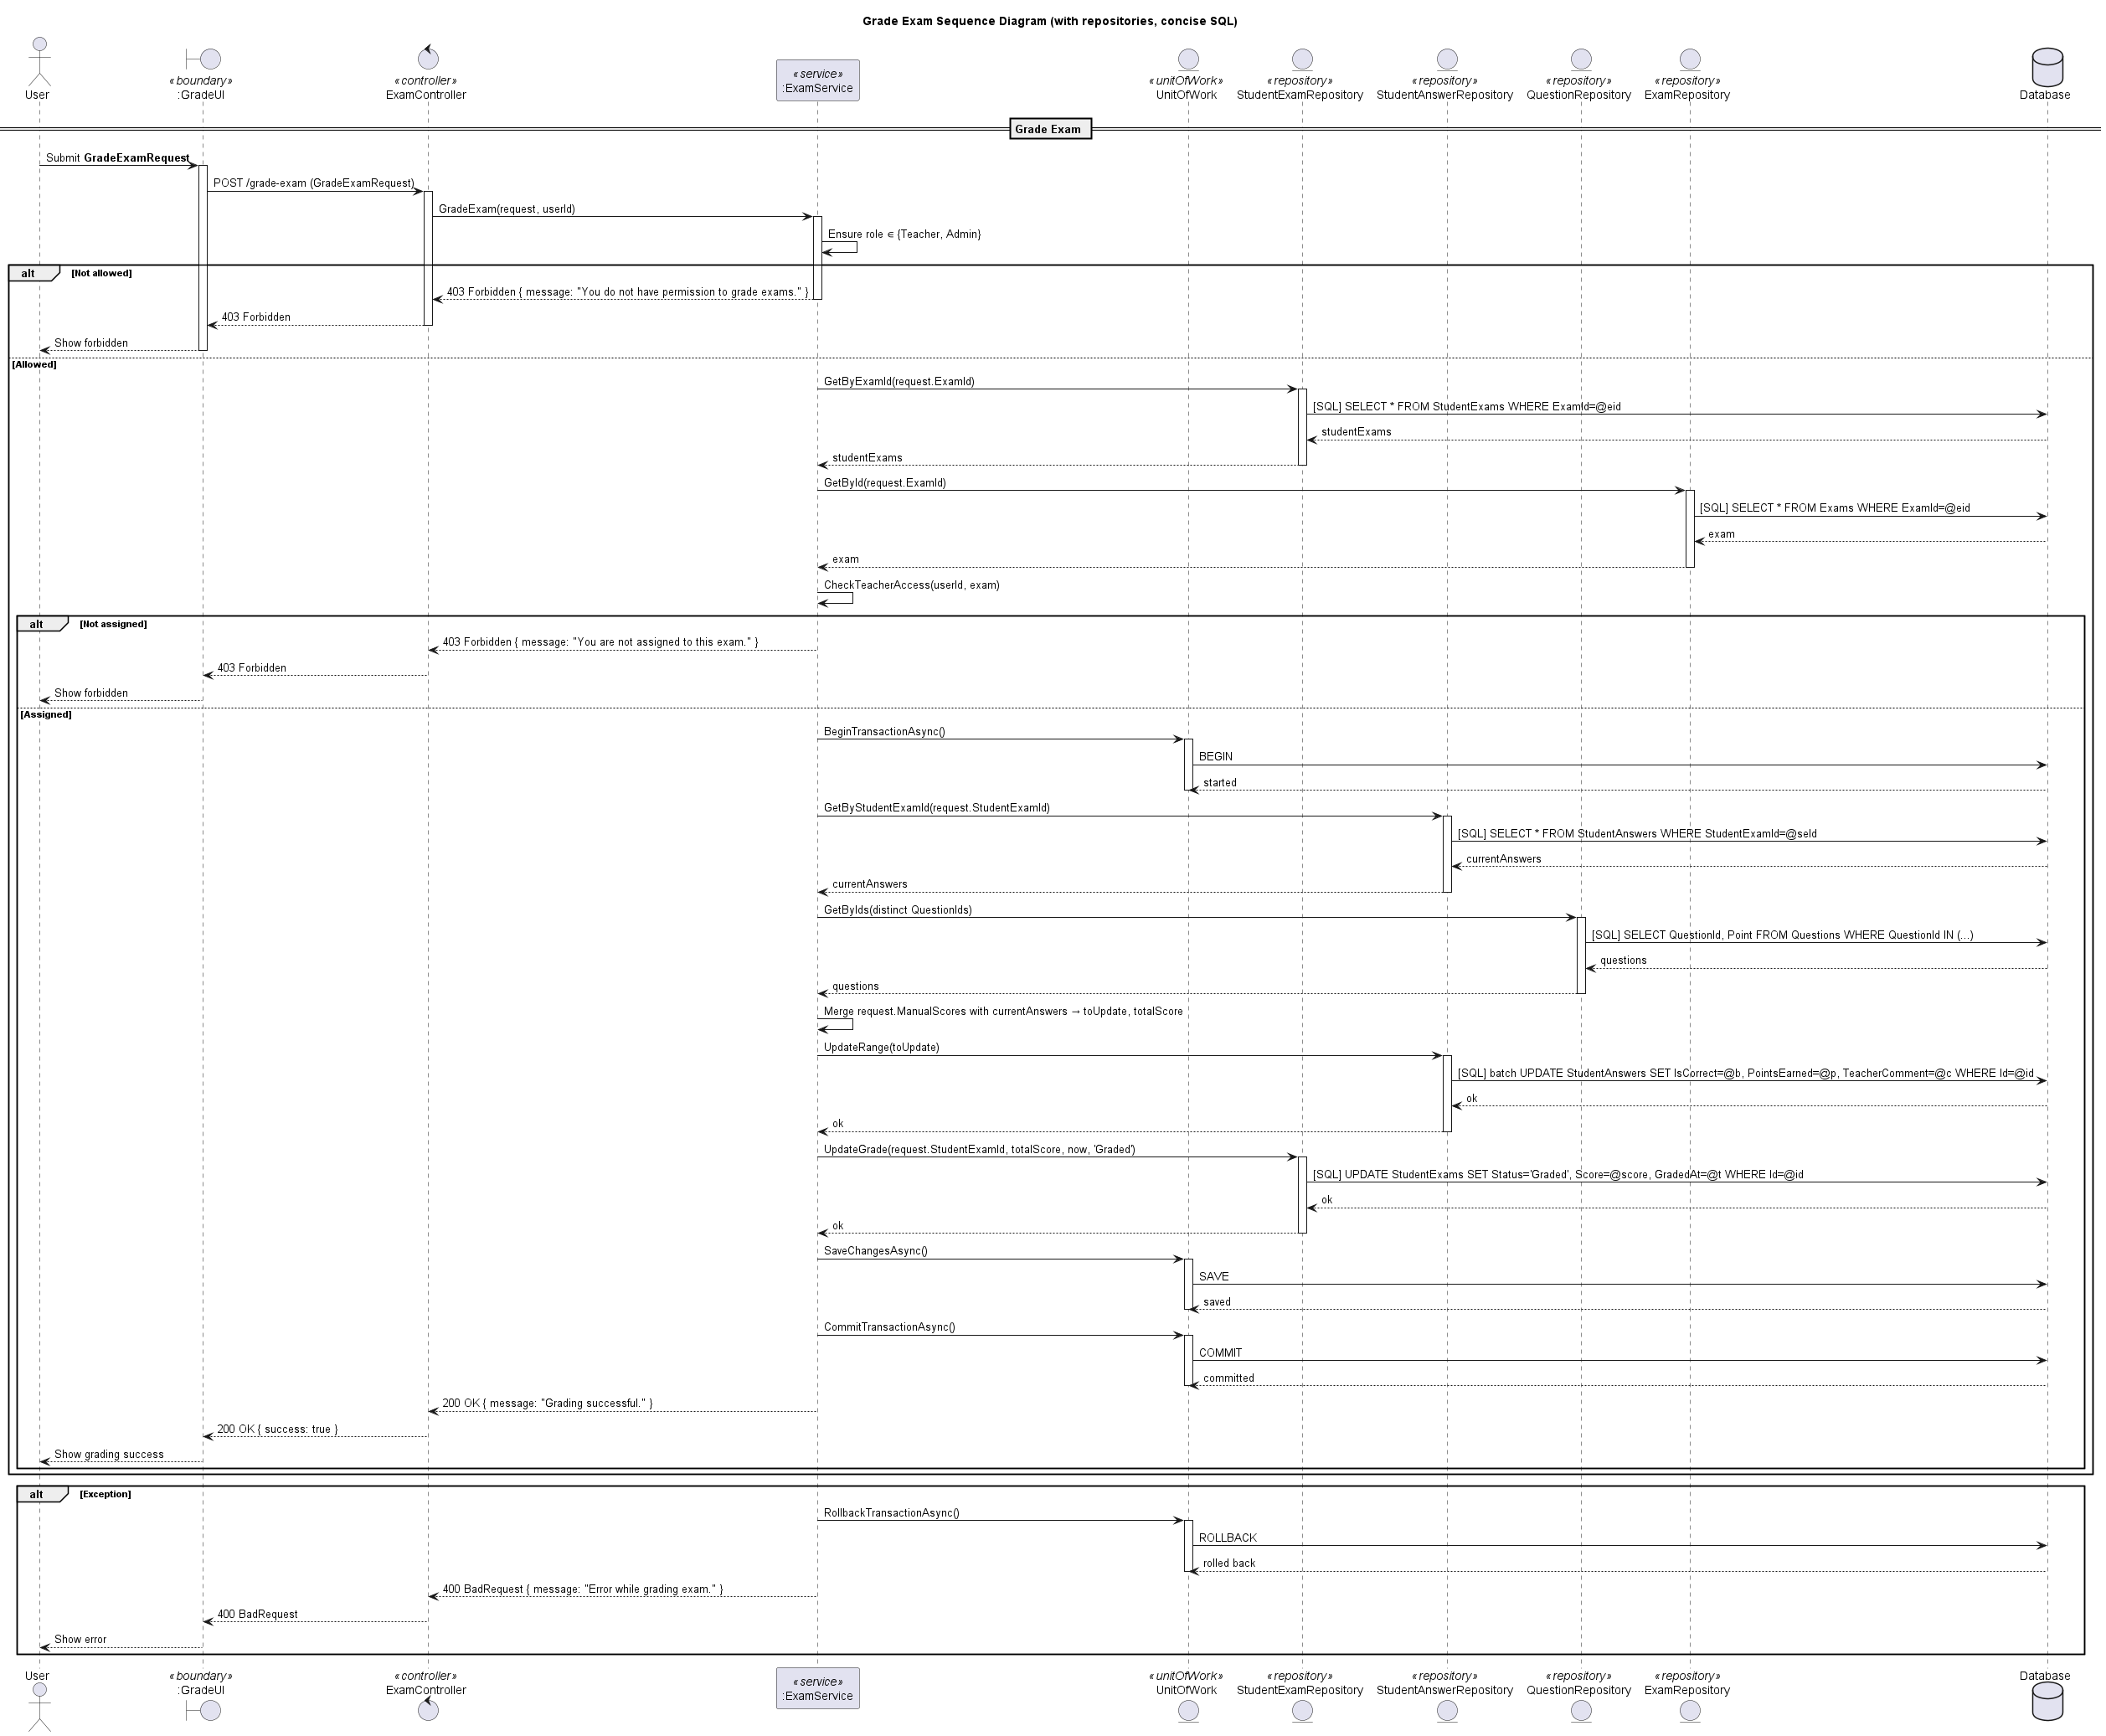 Grade Exam Sequence Diagram (with repositories, concise SQL)
User
«boundary»
:GradeUI
«controller»
ExamController
«service»
:ExamService
«unitOfWork»
UnitOfWork
«repository»
StudentExamRepository
«repository»
StudentAnswerRepository
«repository»
QuestionRepository
«repository»
ExamRepository
Database
Grade Exam
Submit GradeExamRequest
POST /grade-exam (GradeExamRequest)
GradeExam(request, userId)
Ensure role ∈ {Teacher, Admin}
alt [Not allowed]
403 Forbidden { message: "You do not have permission to grade exams." }
403 Forbidden
Show forbidden
[Allowed]
GetByExamId(request.ExamId)
[SQL] SELECT * FROM StudentExams WHERE ExamId=@eid
studentExams
studentExams
GetById(request.ExamId)
[SQL] SELECT * FROM Exams WHERE ExamId=@eid
exam
exam
CheckTeacherAccess(userId, exam)
alt [Not assigned]
403 Forbidden { message: "You are not assigned to this exam." }
403 Forbidden
Show forbidden
[Assigned]
BeginTransactionAsync()
BEGIN
started
GetByStudentExamId(request.StudentExamId)
[SQL] SELECT * FROM StudentAnswers WHERE StudentExamId=@seId
currentAnswers
currentAnswers
GetByIds(distinct QuestionIds)
[SQL] SELECT QuestionId, Point FROM Questions WHERE QuestionId IN (...)
questions
questions
Merge request.ManualScores with currentAnswers → toUpdate, totalScore
UpdateRange(toUpdate)
[SQL] batch UPDATE StudentAnswers SET IsCorrect=@b, PointsEarned=@p, TeacherComment=@c WHERE Id=@id
ok
ok
UpdateGrade(request.StudentExamId, totalScore, now, 'Graded')
[SQL] UPDATE StudentExams SET Status='Graded', Score=@score, GradedAt=@t WHERE Id=@id
ok
ok
SaveChangesAsync()
SAVE
saved
CommitTransactionAsync()
COMMIT
committed
200 OK { message: "Grading successful." }
200 OK { success: true }
Show grading success
alt [Exception]
RollbackTransactionAsync()
ROLLBACK
rolled back
400 BadRequest { message: "Error while grading exam." }
400 BadRequest
Show error
User
«boundary»
:GradeUI
«controller»
ExamController
«service»
:ExamService
«unitOfWork»
UnitOfWork
«repository»
StudentExamRepository
«repository»
StudentAnswerRepository
«repository»
QuestionRepository
«repository»
ExamRepository
Database